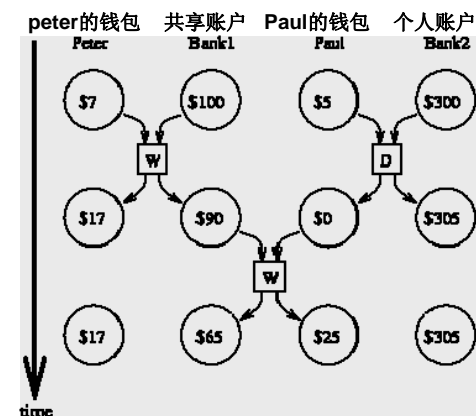 peter的钱包 共享账户 Paul的钱包 个人账户
Peter Bank1 Paul Bank2
$7 $100 $5 $300
W D
$17 $90 $0 $305
W
$17 $65 $25 $305
time